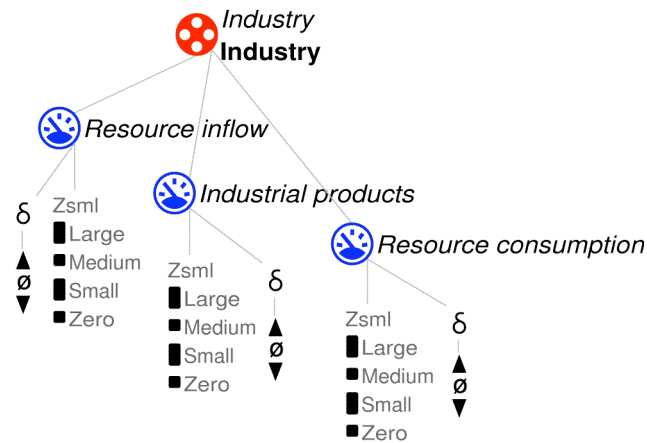 Industry
Industry
Resource inflow
δ
ø
Zsml
Large
Medium
Small
Zero
Industrial products
Zsml
Large
Medium
Small
Zero
δ
ø
Resource consumption
Zsml
Large
Medium
Small
Zero
δ
ø